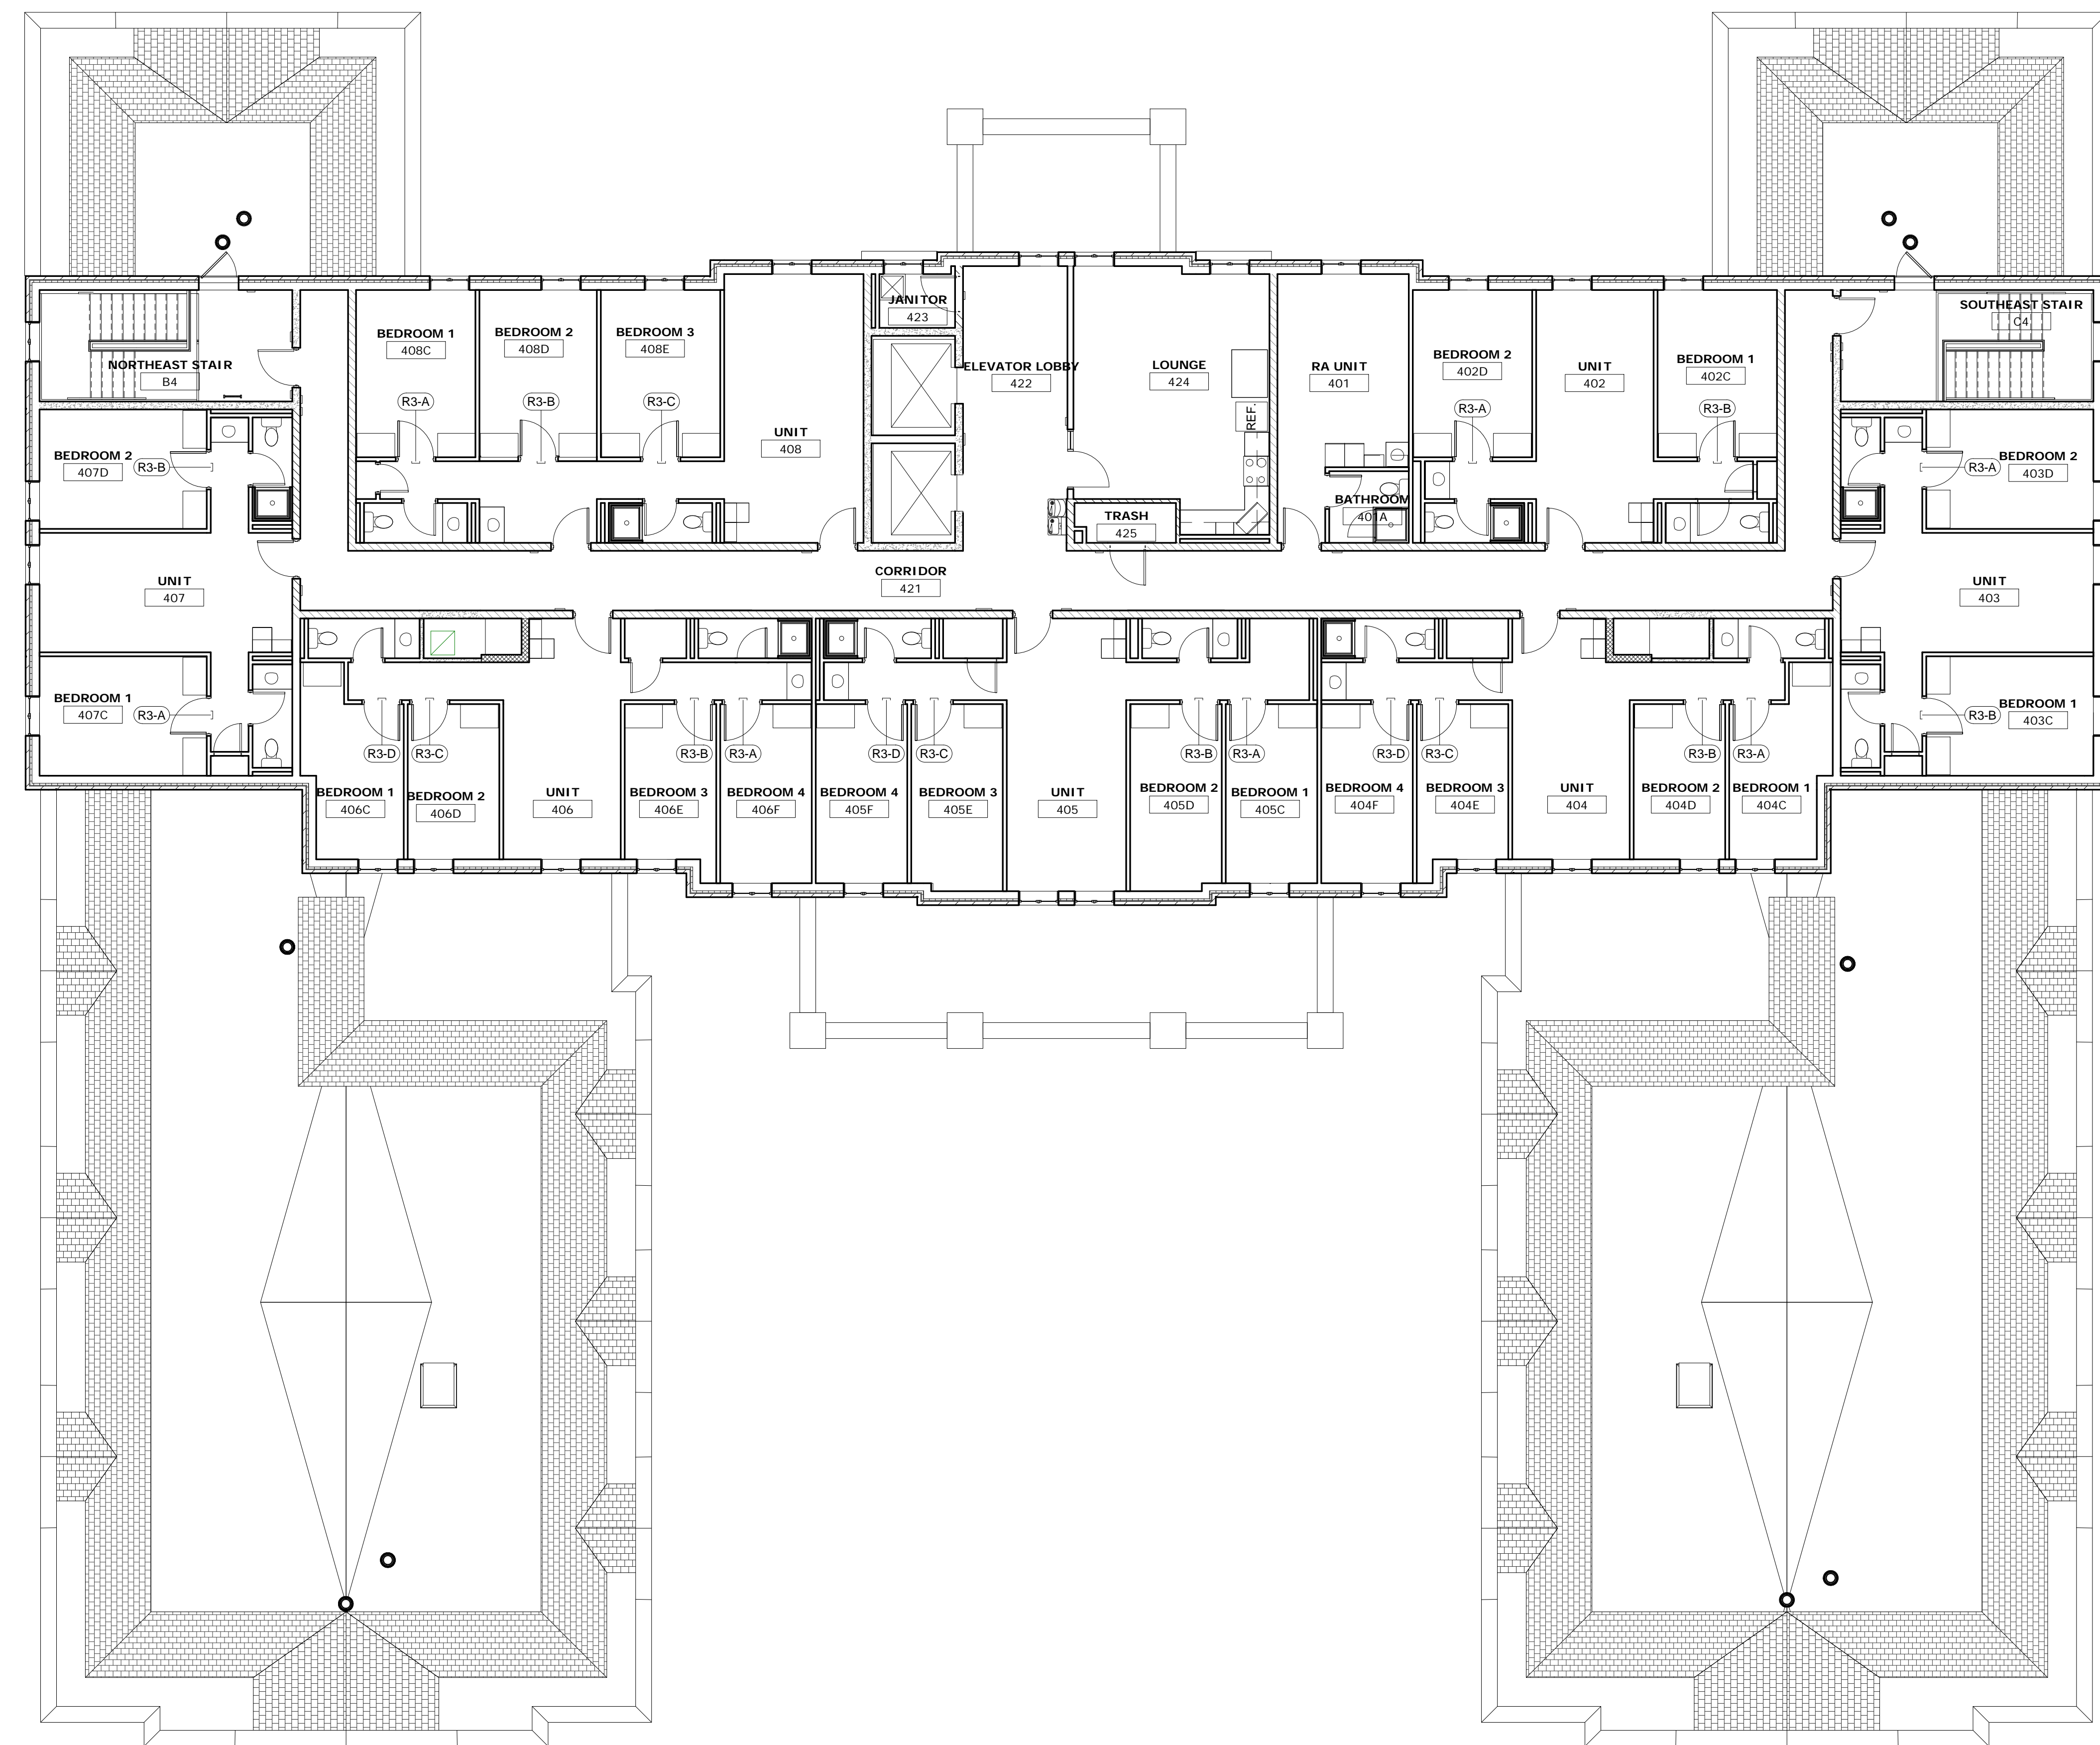 JANITOR
423
SOUTHEAST STAIR
C4
BEDROOM 1
408C
BEDROOM 2
408D
BEDROOM 3
408E
NORTHEAST STAIR
B4
ELEVATOR LOBBY
422
LOUNGE
424
RA UNIT
401
BEDROOM 2
402D
UNIT
402
BEDROOM 1
402C
R3-A
R3-B
R3-C
REF.
R3-A
R3-B
UNIT
408
BEDROOM 2
407D
R3-B
R3-A
BEDROOM 2
403D
BATHROOM
401A
TRASH
425
CORRIDOR
421
UNIT
407
UNIT
403
BEDROOM 1
407C
R3-A
R3-B
BEDROOM 1
403C
R3-D
R3-C
R3-B
R3-A
R3-D
R3-C
R3-B
R3-A
R3-D
R3-C
R3-B
R3-A
BEDROOM 1
406C
BEDROOM 2
406D
UNIT
406
BEDROOM 3
406E
BEDROOM 4
406F
BEDROOM 4
405F
BEDROOM 3
405E
UNIT
405
BEDROOM 2
405D
BEDROOM 1
405C
BEDROOM 4
404F
BEDROOM 3
404E
UNIT
404
BEDROOM 2
404D
BEDROOM 1
404C